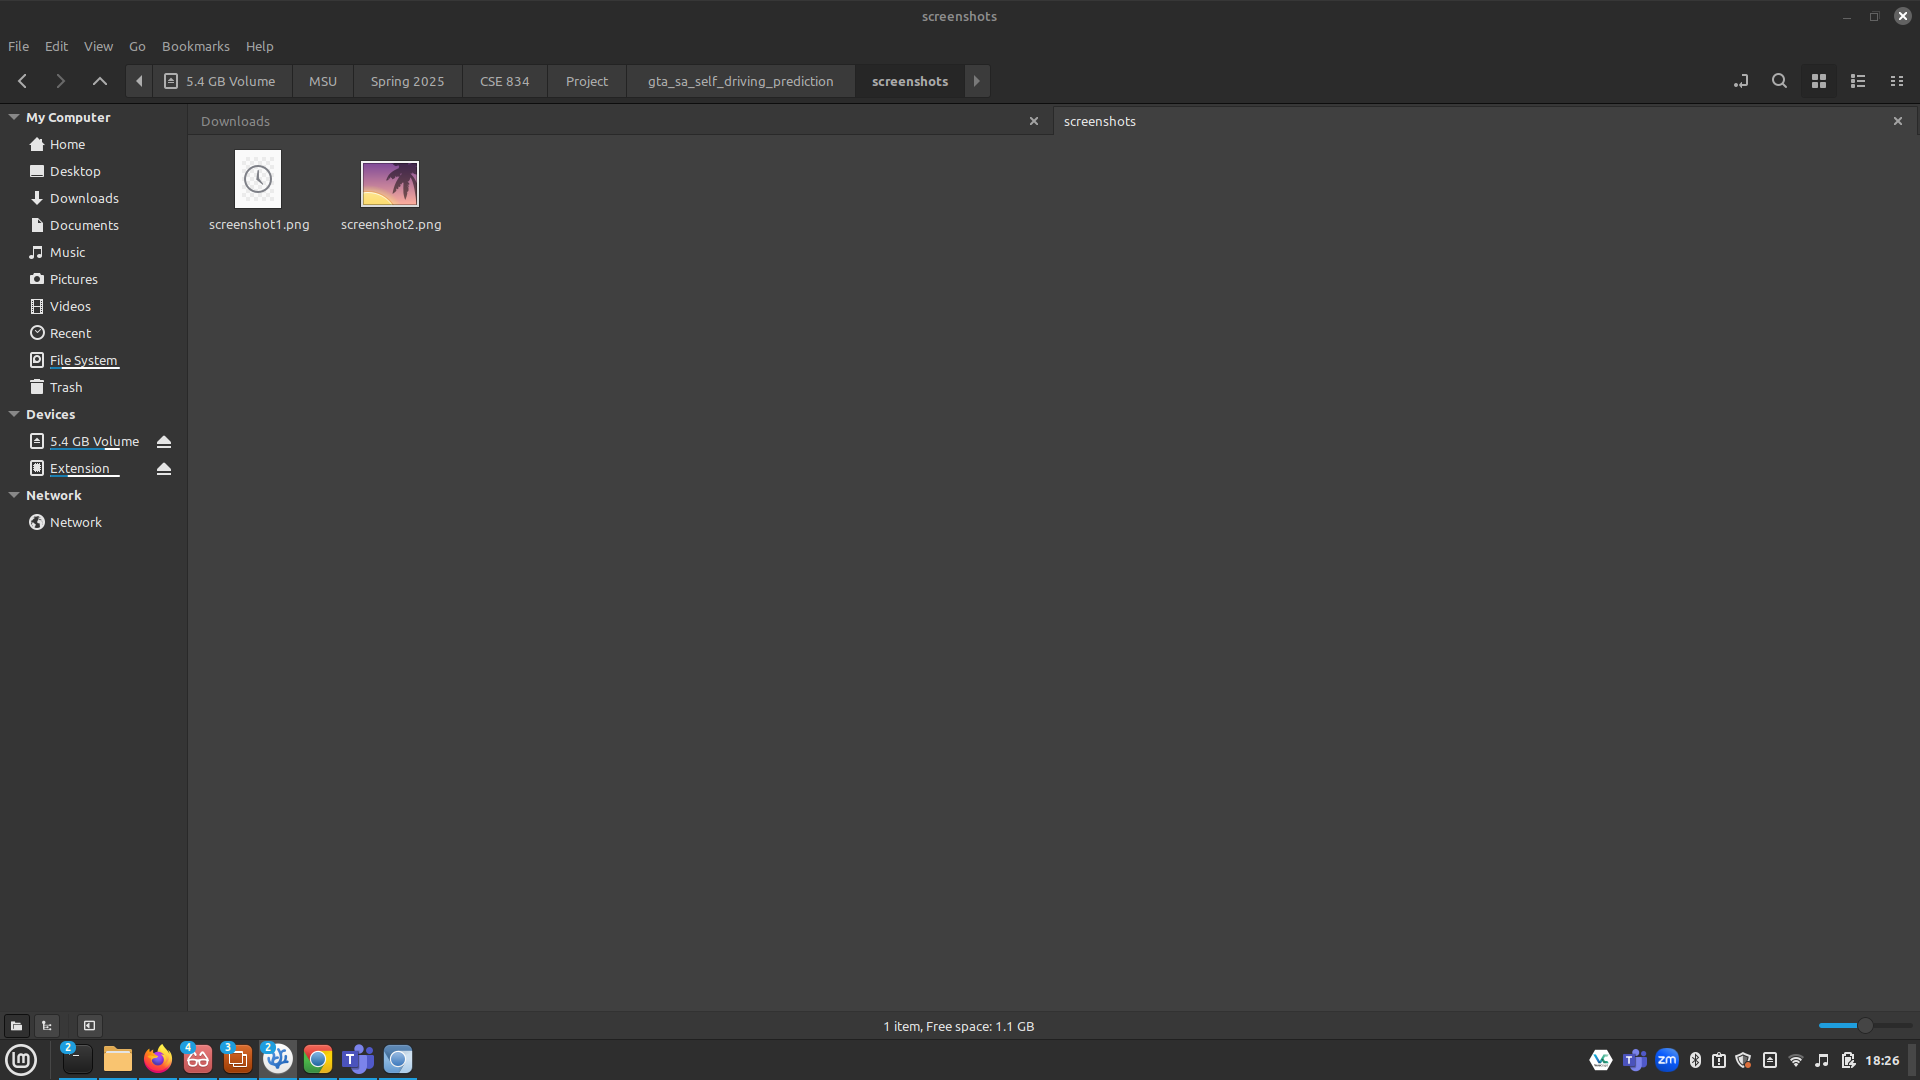 screenshots
File Edit View Go Bookmarks Help
5.4 GB Volume MSU Spring 2025 CSE 834 Project gta_sa_self_driving_prediction screenshots
My Computer
Home
Desktop
Downloads
Documents
Music
Pictures
Videos
Recent
File System
Trash
Devices
5.4 GB Volume
Extension
Network
Network
Downloads
screenshots
screenshot1.png screenshot2.png
1 item, Free space: 1.1 GB
2 4 3 2 T
VC T zm 18:26